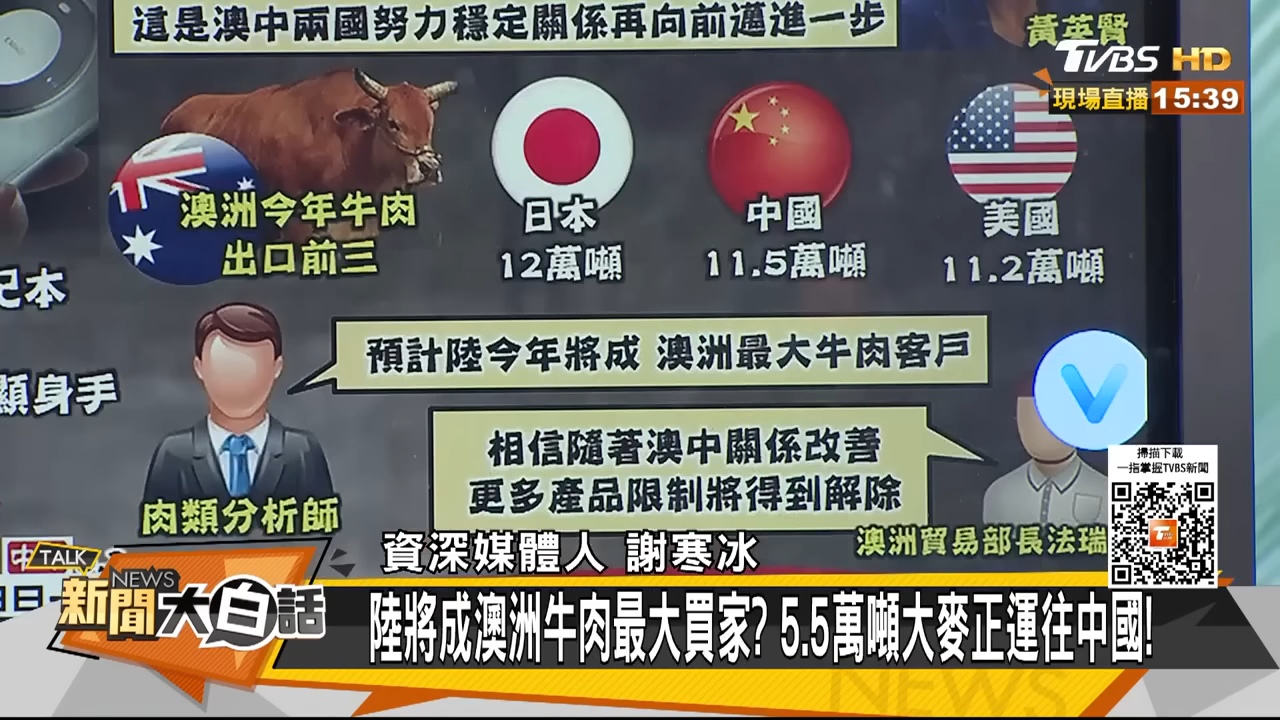 這是澳中兩國努力穩定關係再向前邁進一步
黃英賢
TVBS HD
現場直播 15:39
澳洲今年牛肉
出口前三
日本
12萬噸
中國
11.5萬噸
美國
11.2萬噸
記本
預計陸今年將成 澳洲最大牛肉客戶
顯身手
相信隨著澳中關係改善
更多產品限制將得到解除
肉類分析師
澳洲貿易部長法瑞
掃描下載
一指掌握TVBS新聞
資深媒體人 謝寒冰
TALK
NEWS
新聞大白話
陸將成澳洲牛肉最大買家? 5.5萬噸大麥正運往中國!
NEWS